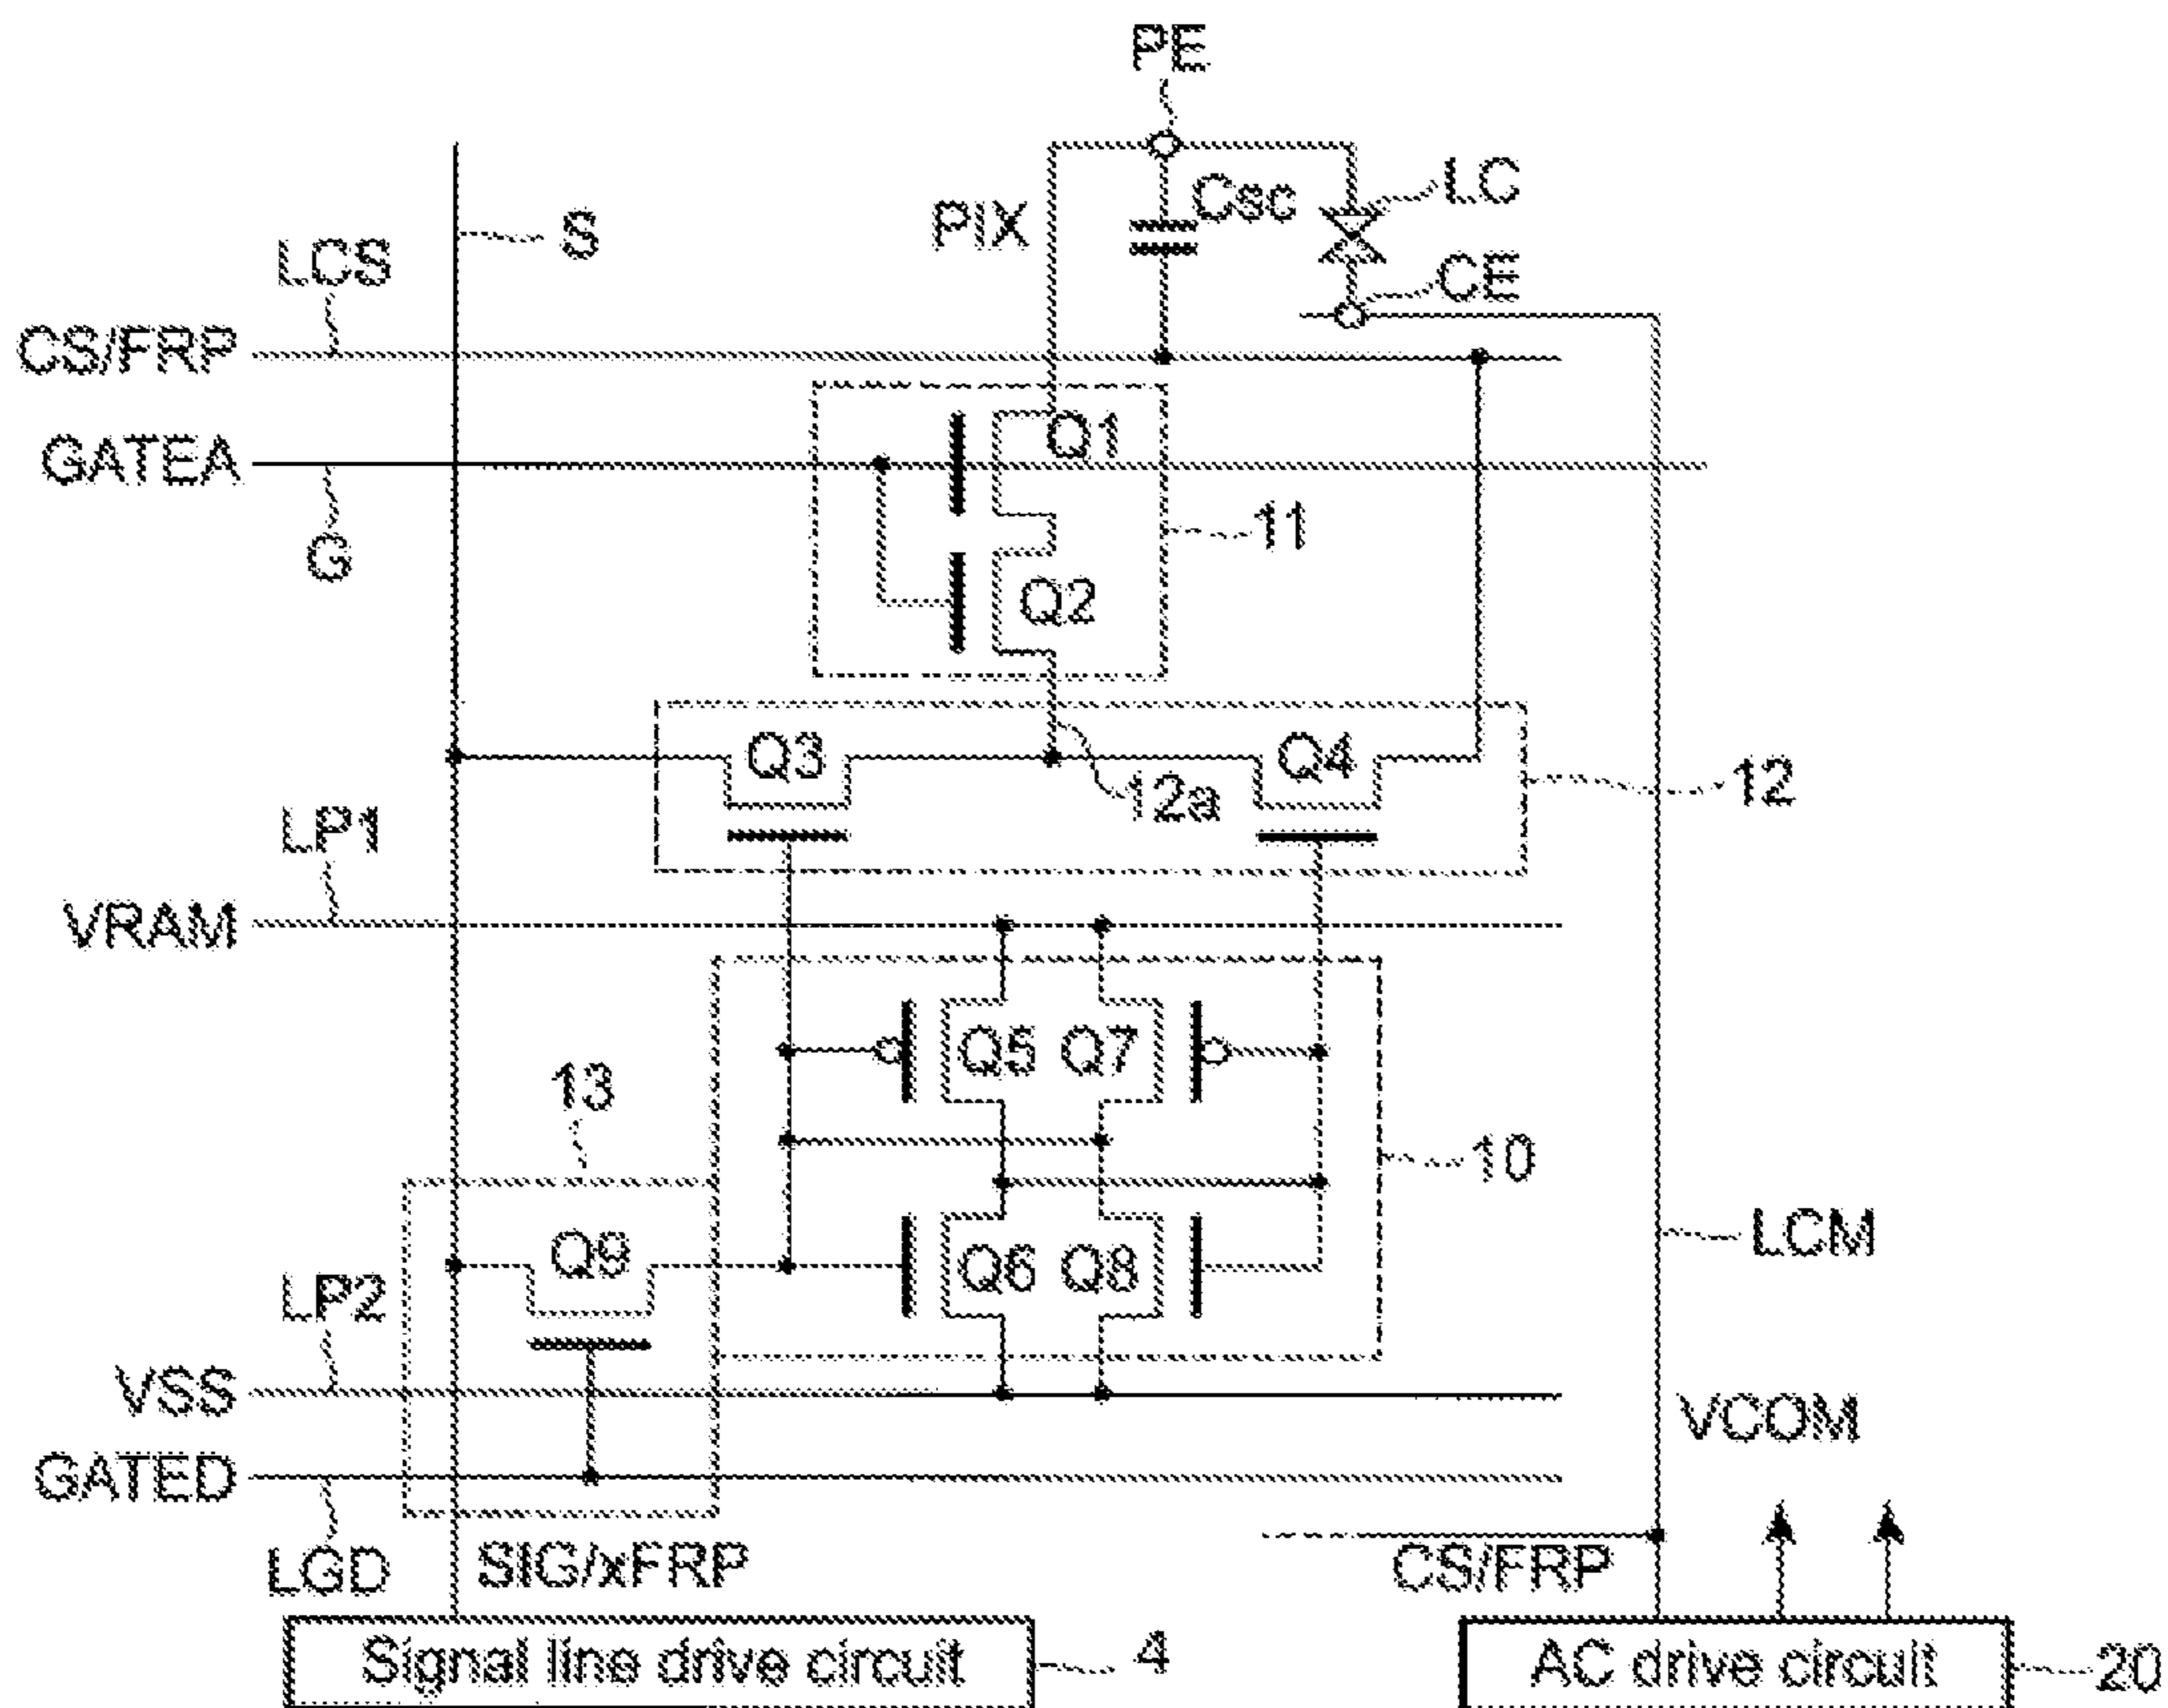 PE
LC
Csc
PIX
S
LCS
CE
CS/FRP
Q1
GATEA
11
G
Q2
Q3
Q4
12
12a
LP1
VRAM
Q5 Q7
13
10
Q9
Q6 Q8
LCM
LP2
VSS
VCOM
GATED
LGD
SIG/xFRP
CS/FRP
Signal line drive circuit
4
AC drive circuit
20